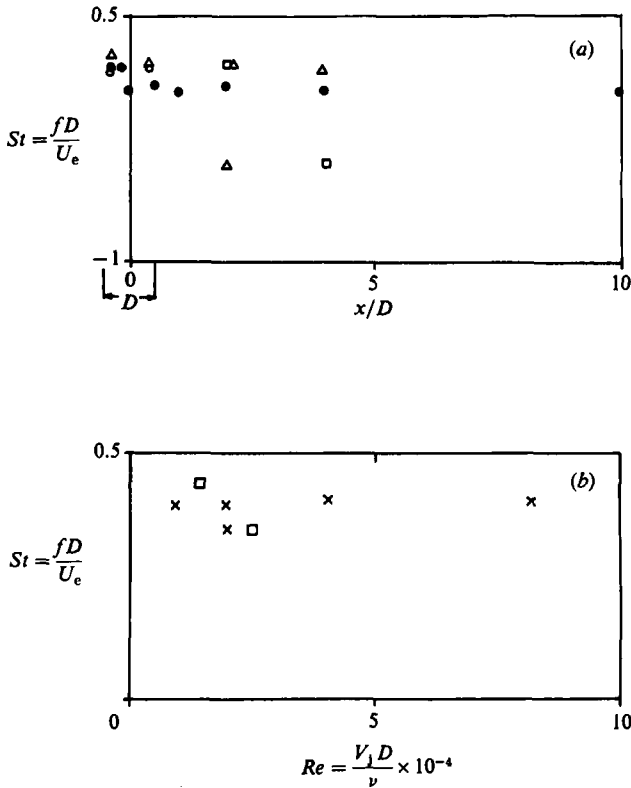 0.5
(a)
St = fD/U_e
−1
0
5
10
D
x/D
0.5
(b)
St = fD/U_e
0
5
10
Re = V_j D/ν × 10^−4